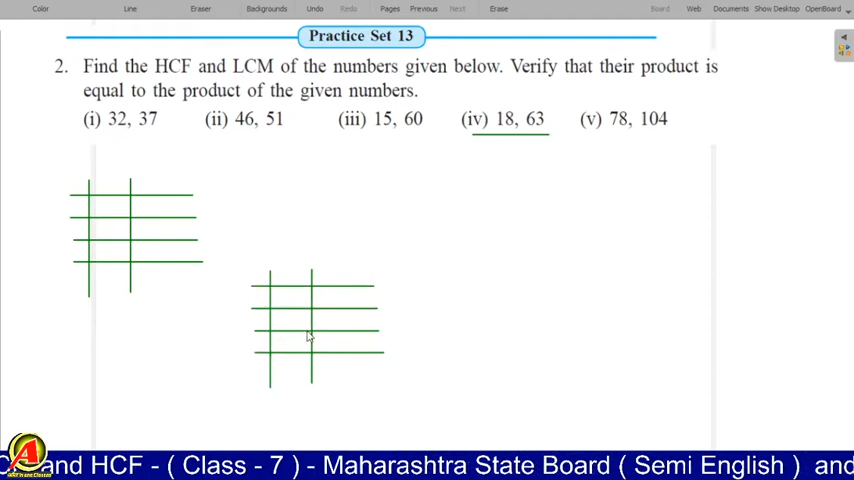 Color Line Eraser Backgrounds Undo Redo Pages Previous Next Erase Board Web Documents Show Desktop OpenBoard
Practice Set 13
2. Find the HCF and LCM of the numbers given below. Verify that their product is
equal to the product of the given numbers.
(i) 32, 37 (ii) 46, 51 (iii) 15, 60 (iv) 18, 63 (v) 78, 104
and HCF - ( Class - 7 ) - Maharashtra State Board ( Semi English ) and